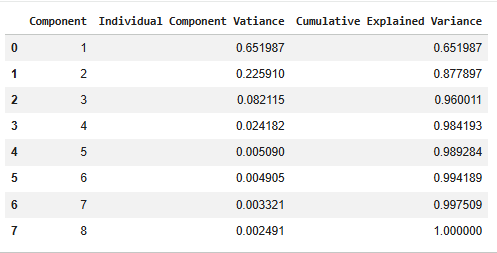 Component Individual Component Vatiance Cumulative Explained Variance
0 1 0.651987 0.651987
1 2 0.225910 0.877897
2 3 0.082115 0.960011
3 4 0.024182 0.984193
4 5 0.005090 0.989284
5 6 0.004905 0.994189
6 7 0.003321 0.997509
7 8 0.002491 1.000000